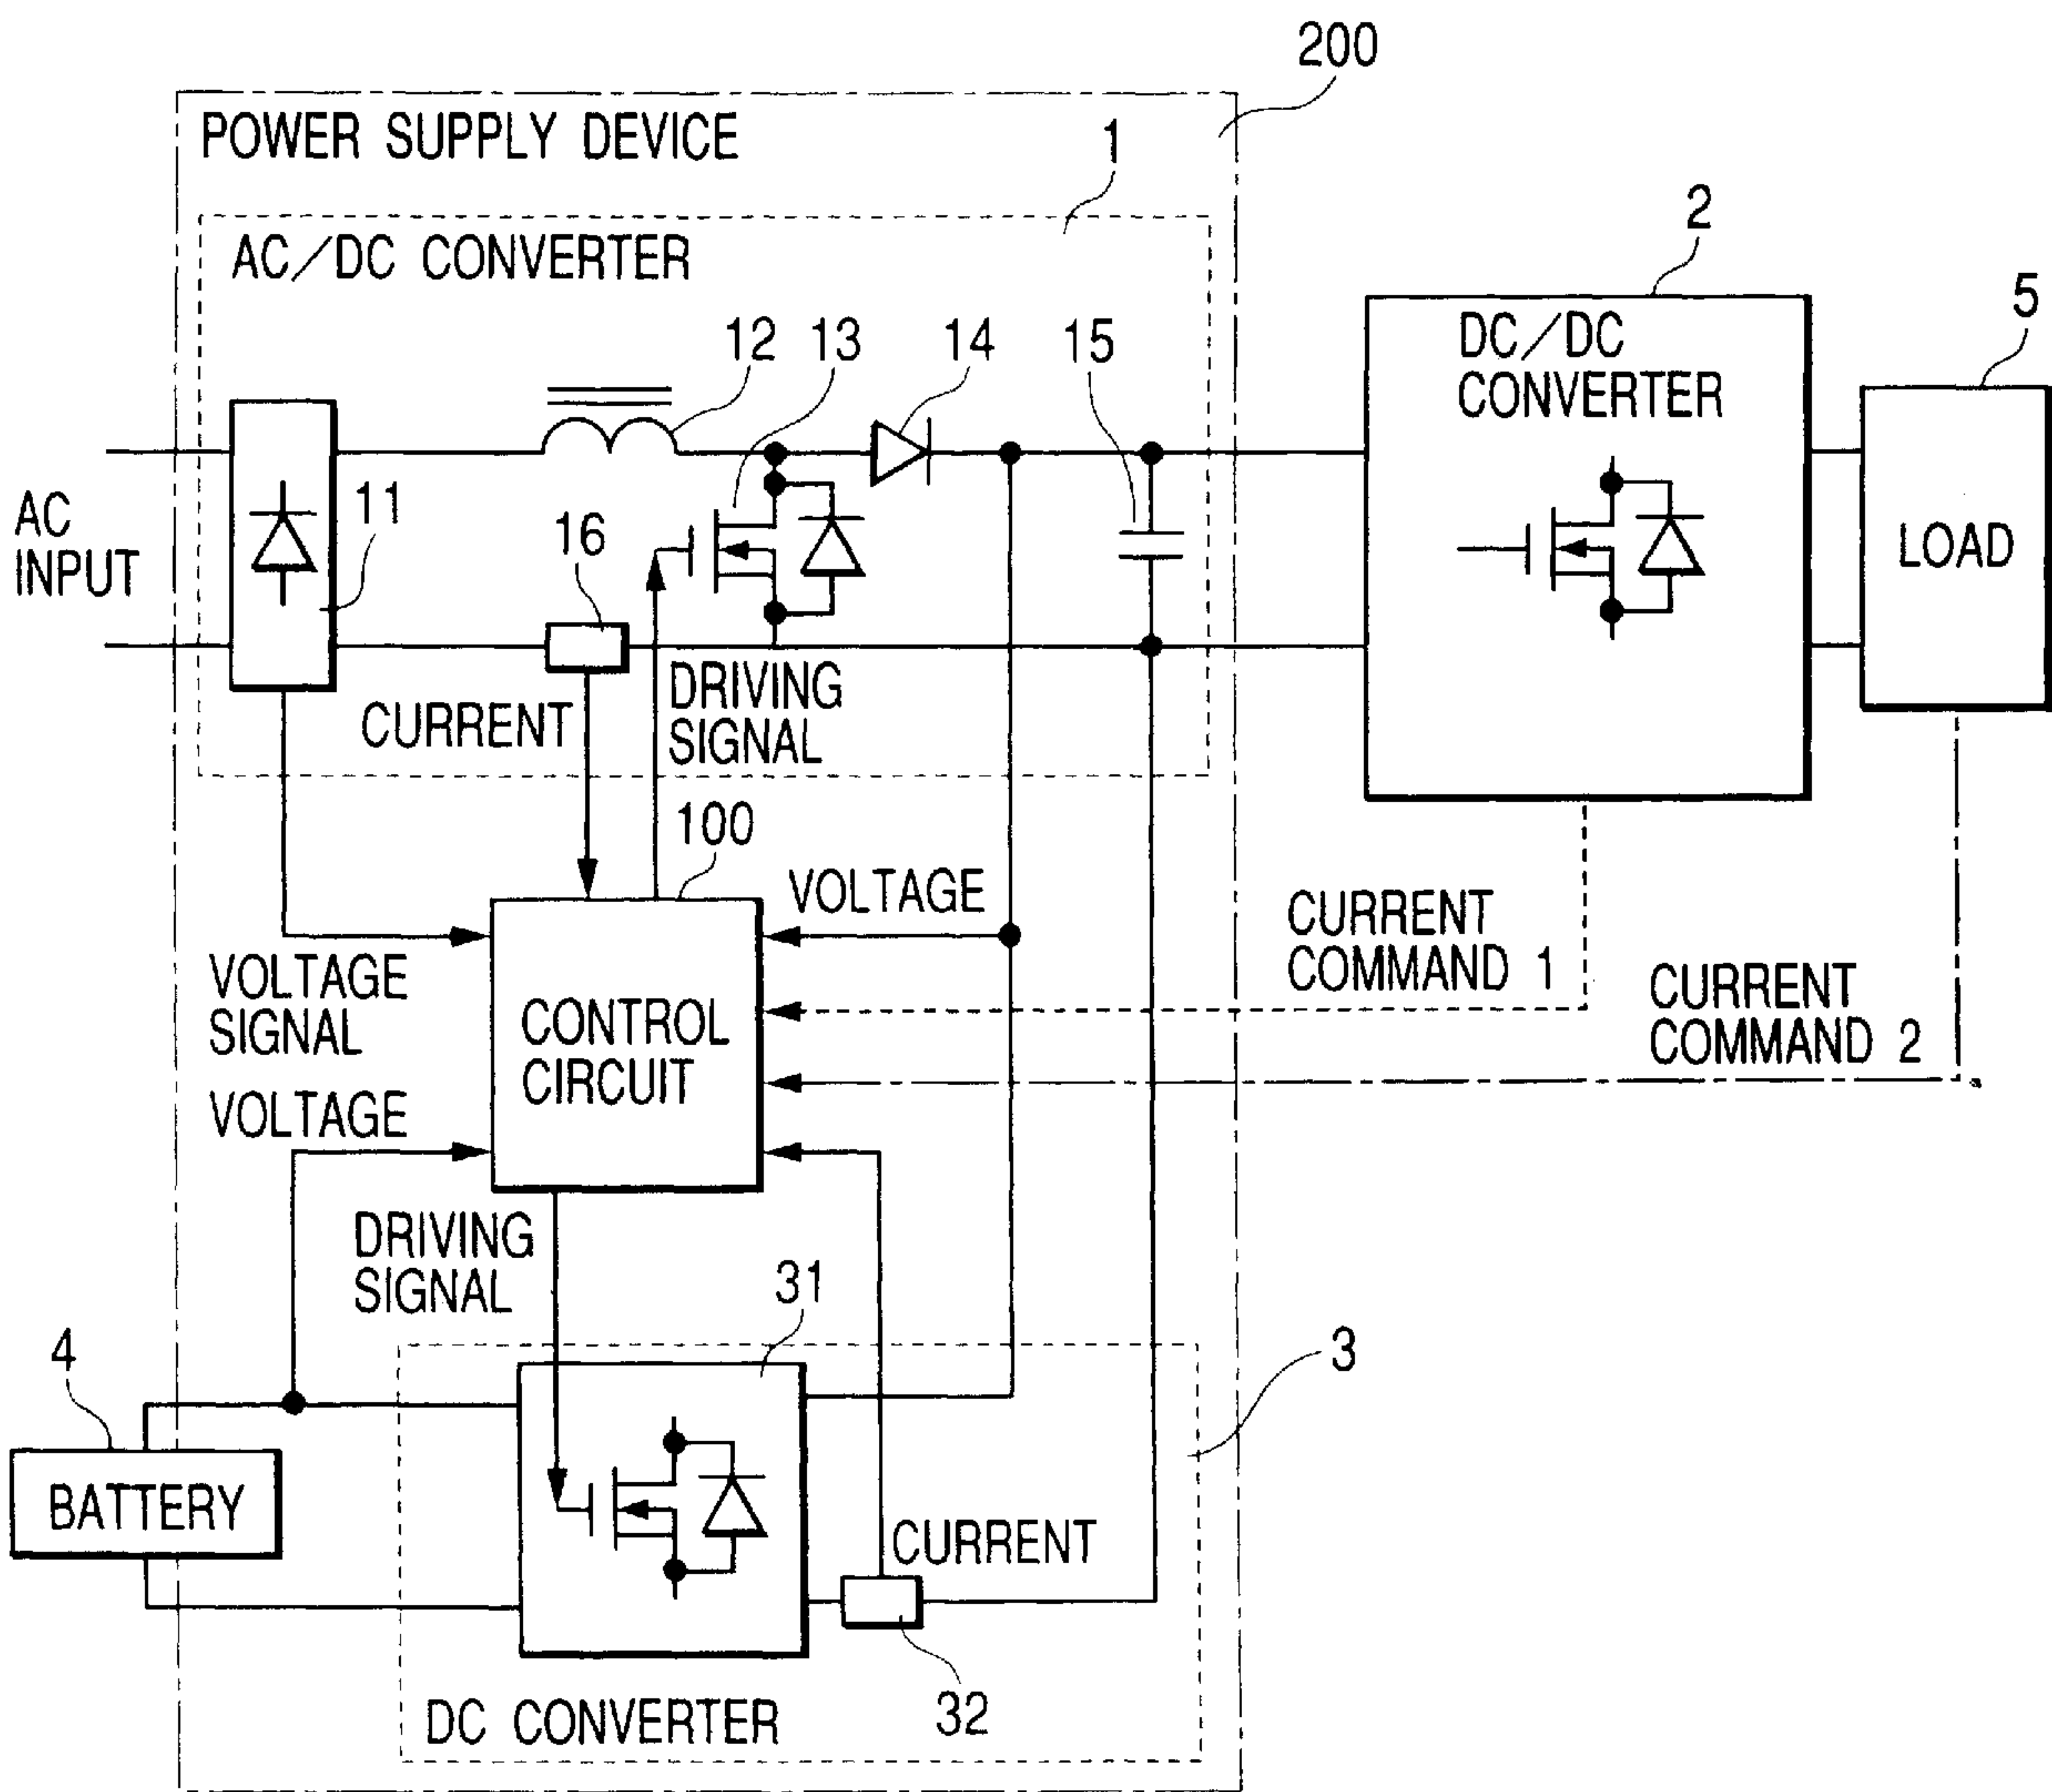 200
POWER SUPPLY DEVICE
1
2
AC/DC CONVERTER
5
12
13
14
15
DC/DC
CONVERTER
11
16
AC
INPUT
LOAD
CURRENT
DRIVING
SIGNAL
100
VOLTAGE
CURRENT
COMMAND 1
VOLTAGE
SIGNAL
CURRENT
COMMAND 2
CONTROL
CIRCUIT
VOLTAGE
DRIVING
SIGNAL
31
4
3
BATTERY
CURRENT
32
DC CONVERTER